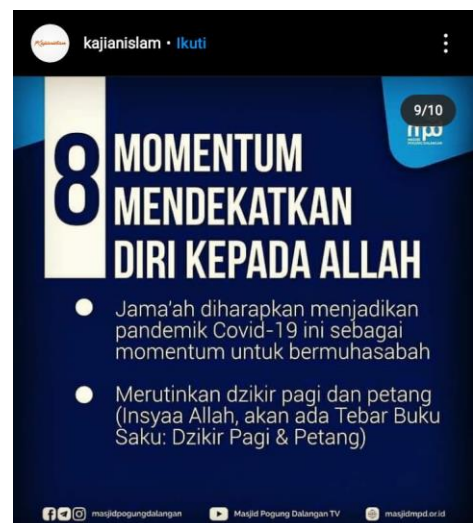 kajianislam • Ikuti
9/10
mpd
8
MOMENTUM
MENDEKATKAN
DIRI KEPADA ALLAH
Jama'ah diharapkan menjadikan
pandemik Covid-19 ini sebagai
momentum untuk bermuhasabah
Merutinkan dzikir pagi dan petang
(Insyaa Allah, akan ada Tebar Buku
Saku: Dzikir Pagi & Petang)
masjidpogungdalangan
Masjid Pogung Dalangan TV
masjidmpd.or.id